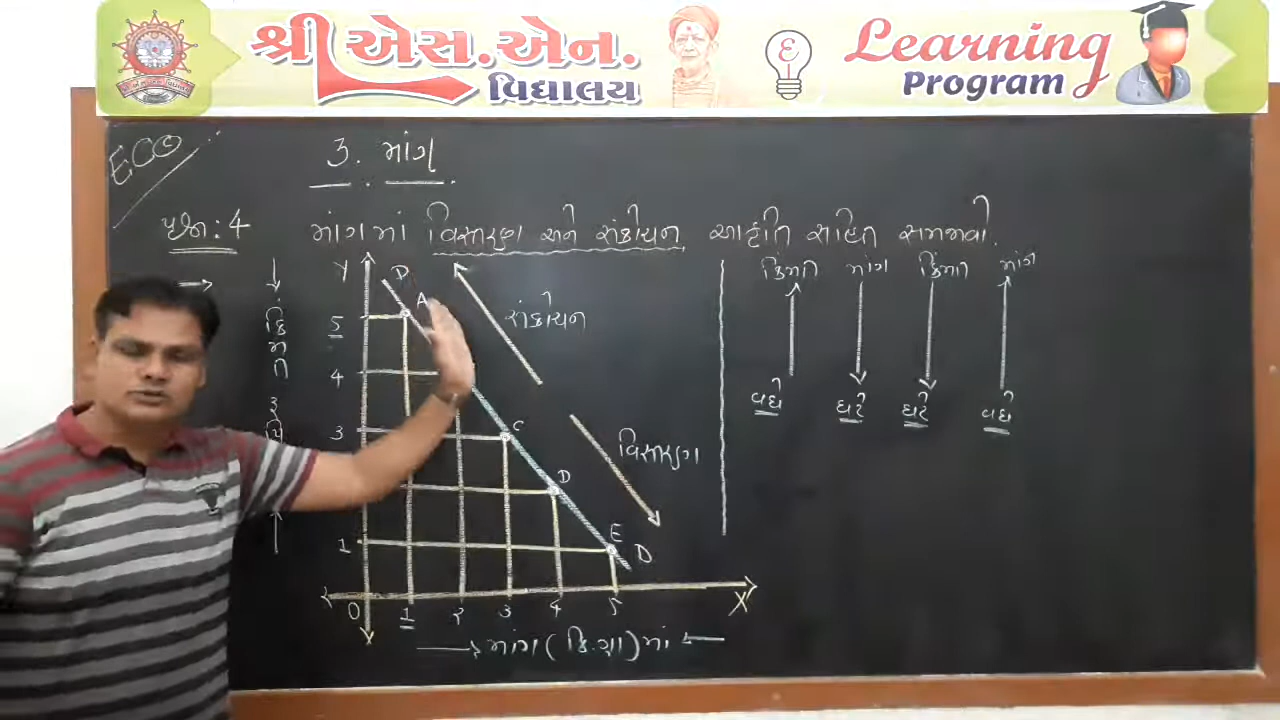 શ્રી એસ.એન.
વિદ્યાલય
Learning
Program
ECO
3. માંગ
પ્રશ્ન: 4 માંગમાં વિસ્તરણ અને સંકોચન આકૃતિ સહિત સમજાવો.
Y D A
સંકોચન
કિંમત માંગ કિંમત માંગ
વધે ઘટે ઘટે વધે
5
4
3 C
વિસ્તરણ
D
1 E D
0 1 2 3 4 5 X
Y
માંગ (કિ.ગ્રા) માં